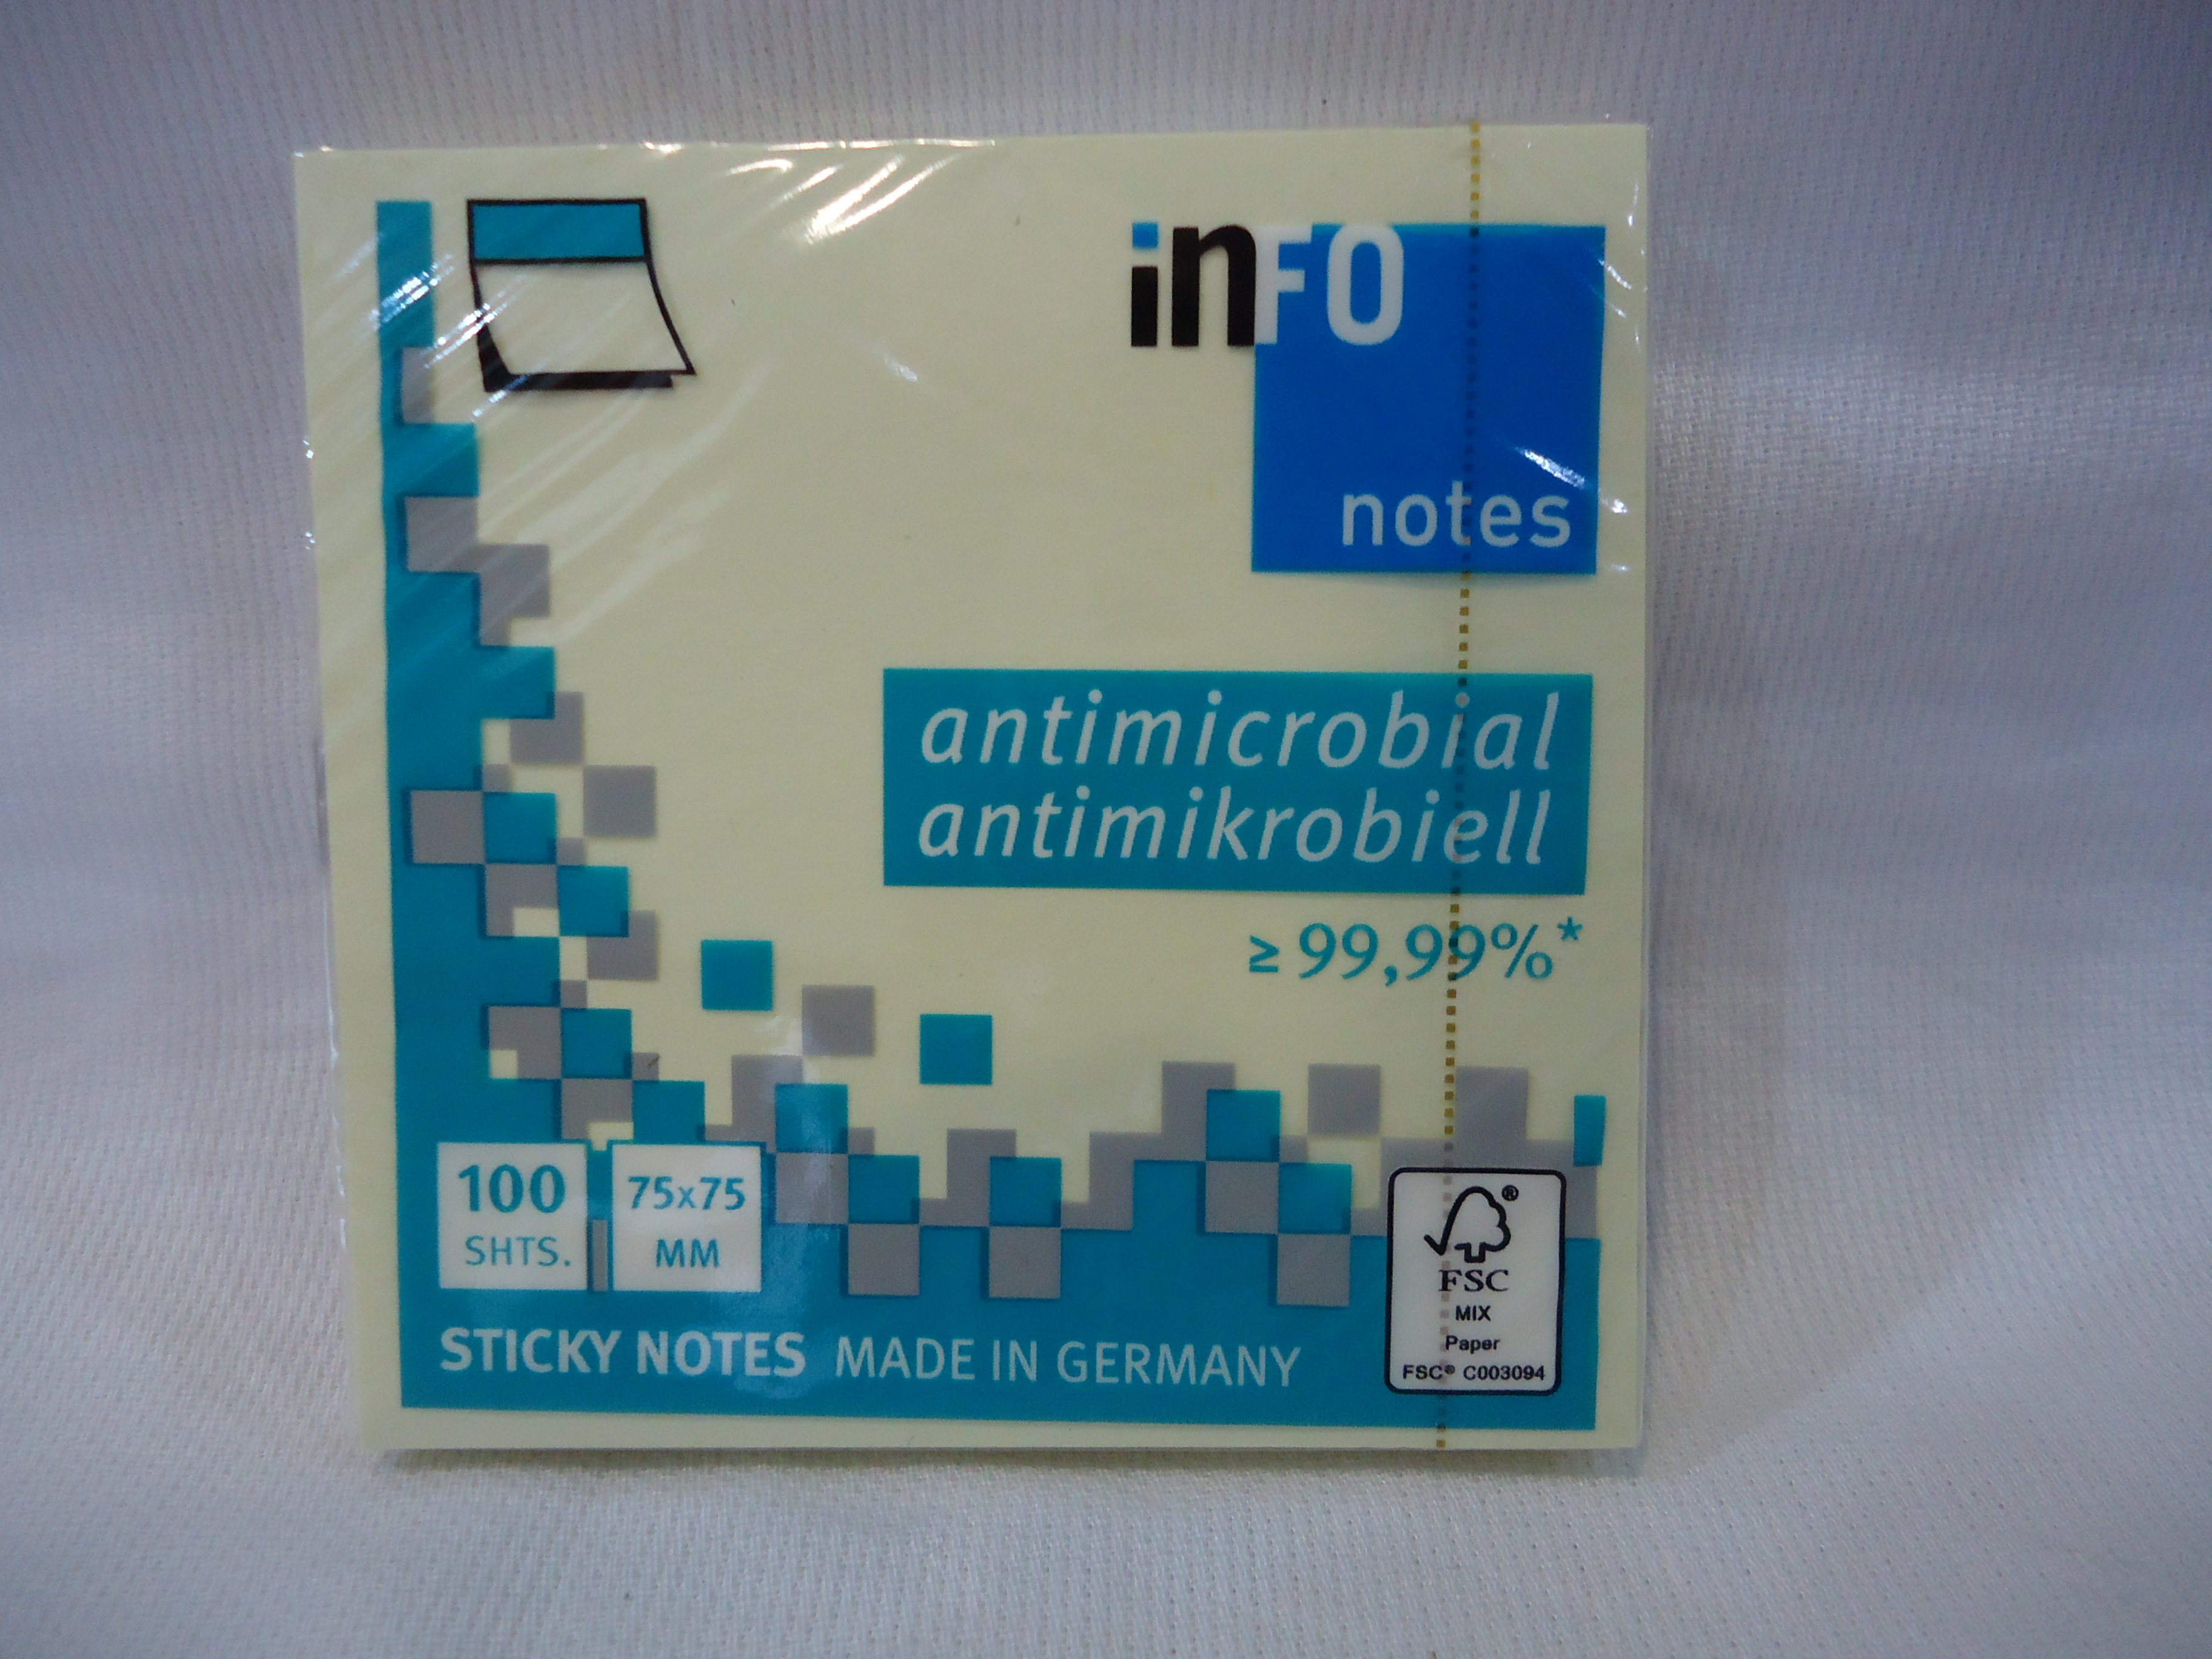 inFO
notes
antimicrobial
antimikrobiell
≥ 99,99%*
100
SHTS.
75x75
MM
STICKY NOTES MADE IN GERMANY
®
FSC
MIX
Paper
FSC® C003094